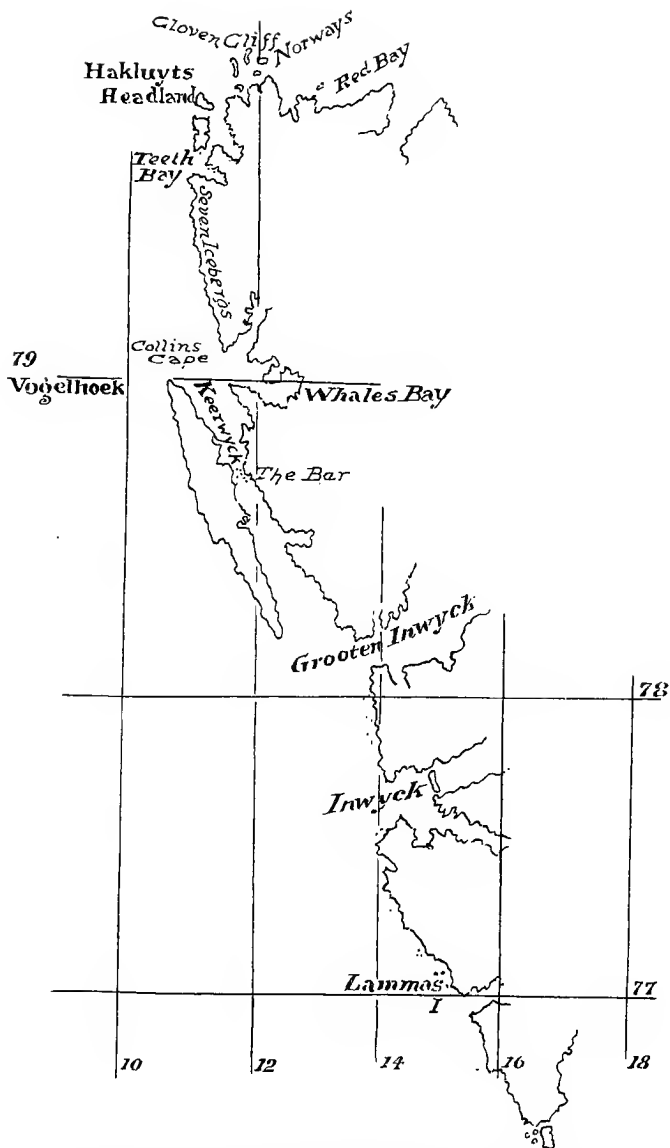 Gloven Cliff
Norways
Hakluyts
Headland
Red Bay
Teeth
Bay
Seven Icebergs
Collins
Cape
79
Vogelhoek
Keerwyck
Whales Bay
The Bar
Grooten Inwyck
78
Inwyck
Lammas
I
77
10
12
14
16
18